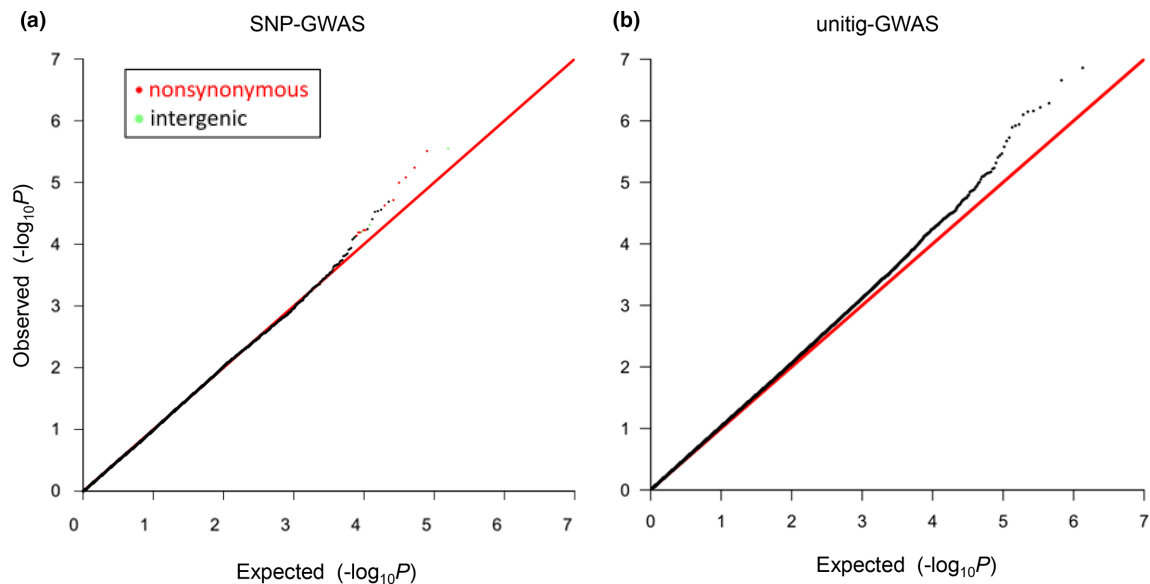 (a) SNP-GWAS
(b) unitig-GWAS
nonsynonymous
intergenic
Observed (-log10P)
7
6
5
4
3
2
1
0
0 1 2 3 4 5 6 7
Expected (-log10P)
7
6
5
4
3
2
1
0
0 1 2 3 4 5 6 7
Expected (-log10P)